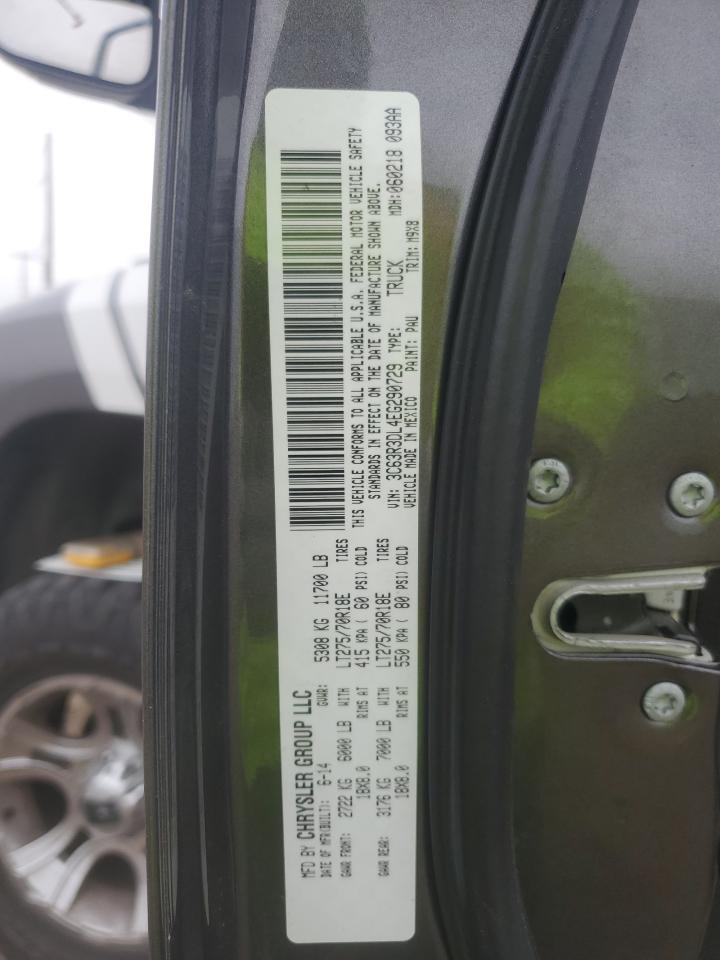 MFD BY CHRYSLER GROUP LLC
DATE OF MFR(BUILT): 6-14 GVWR: 5308 KG 11700 LB
GAWR FRONT: 2722 KG 6000 LB WITH LT275/70R18E TIRES
18X8.0 RIMS AT 415 KPA ( 60 PSI) COLD
GAWR REAR: 3176 KG 7000 LB WITH LT275/70R18E TIRES
18X8.0 RIMS AT 550 KPA ( 80 PSI) COLD
THIS VEHICLE CONFORMS TO ALL APPLICABLE U.S.A. FEDERAL MOTOR VEHICLE SAFETY
STANDARDS IN EFFECT ON THE DATE OF MANUFACTURE SHOWN ABOVE.
VIN: 3C63R3DL4EG290729 TYPE: TRUCK MDH:060218 093AA
VEHICLE MADE IN MEXICO PAINT: PAU TRIM: M9X8